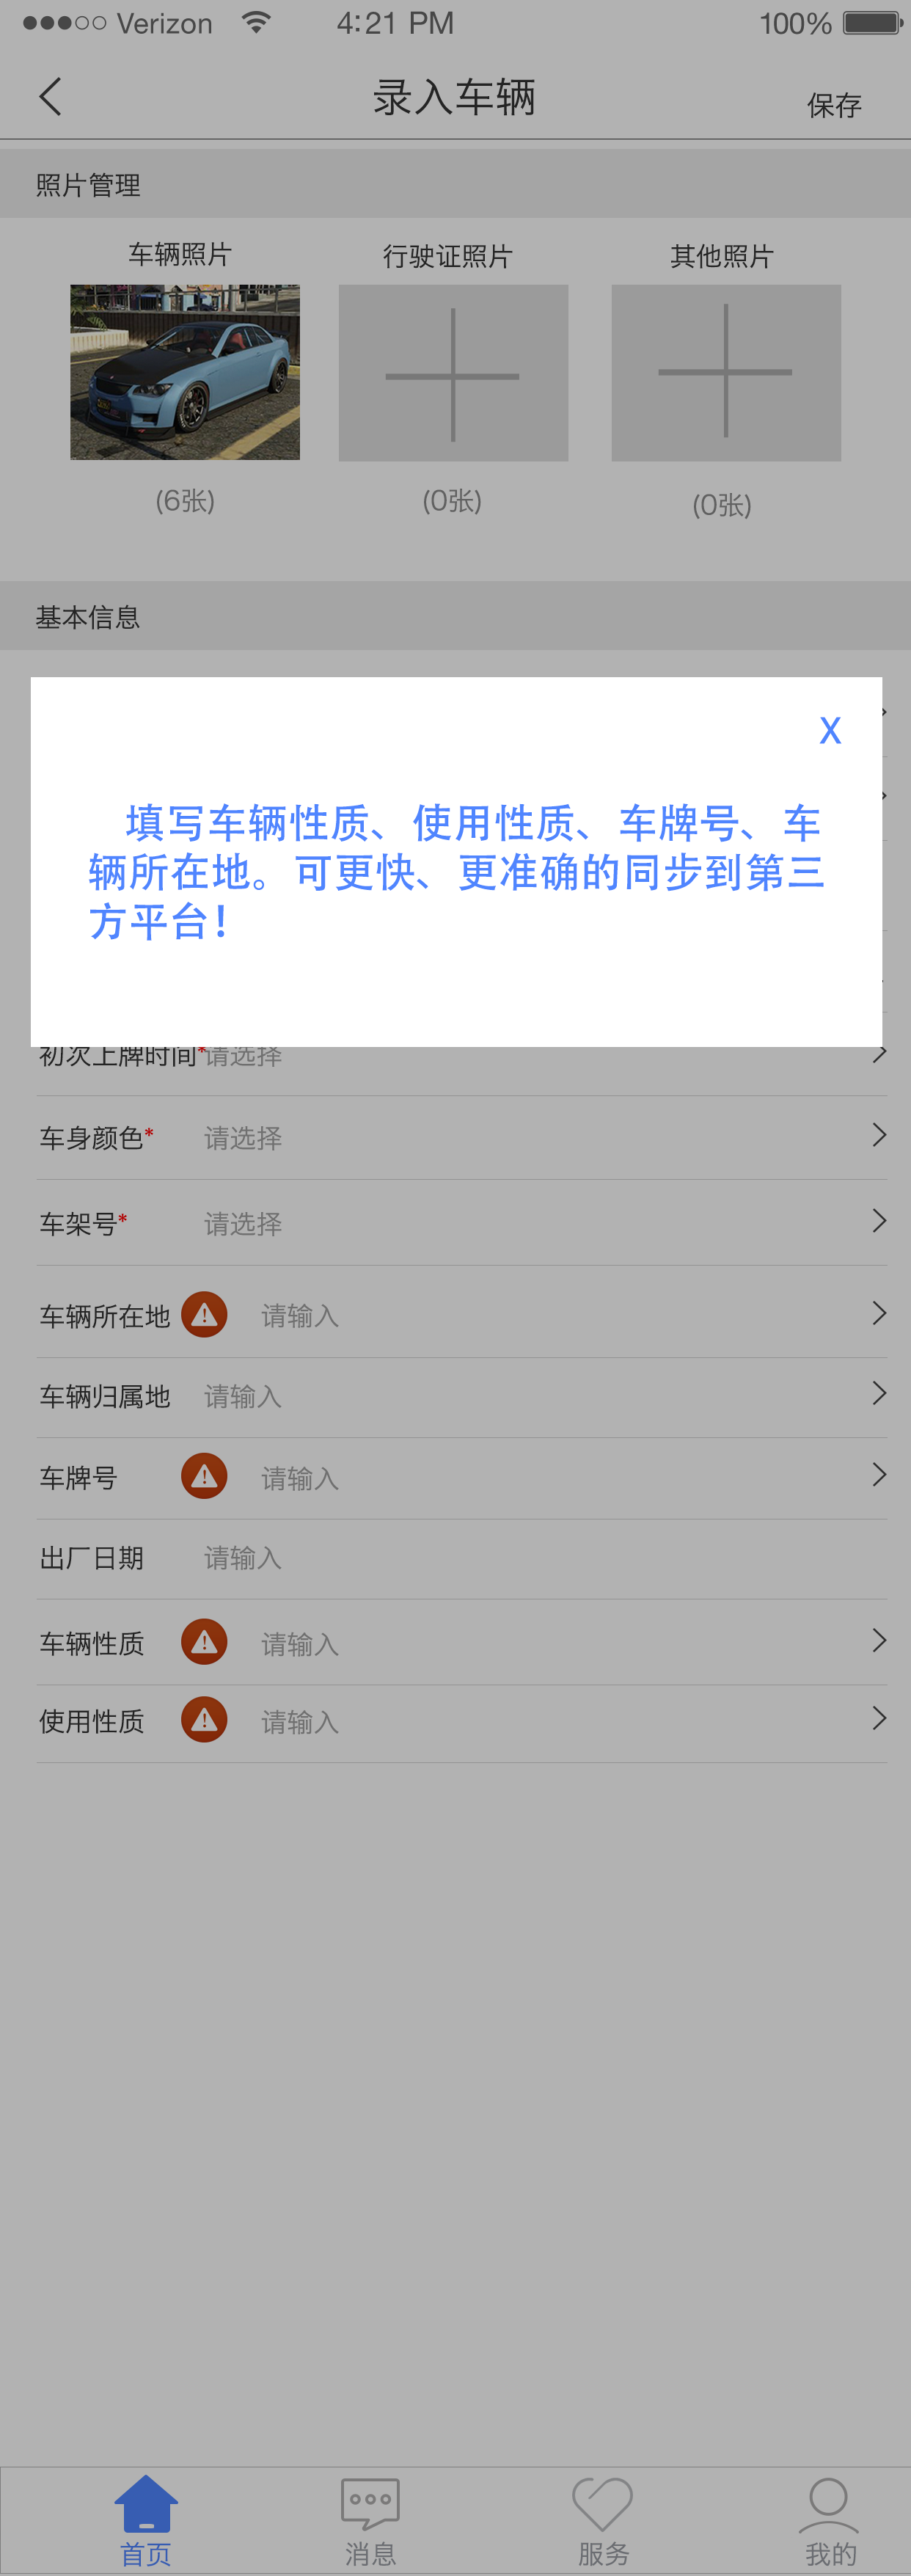 Verizon 4:21 PM 100%
录入车辆 保存
照片管理
车辆照片 行驶证照片 其他照片
(6张) (0张) (0张)
基本信息
X
填写车辆性质、使用性质、车牌号、车
辆所在地。可更快、更准确的同步到第三
方平台！
初次上牌时间* 请选择
车身颜色* 请选择
车架号* 请选择
车辆所在地 请输入
车辆归属地 请输入
车牌号 请输入
出厂日期 请输入
车辆性质 请输入
使用性质 请输入
首页 消息 服务 我的